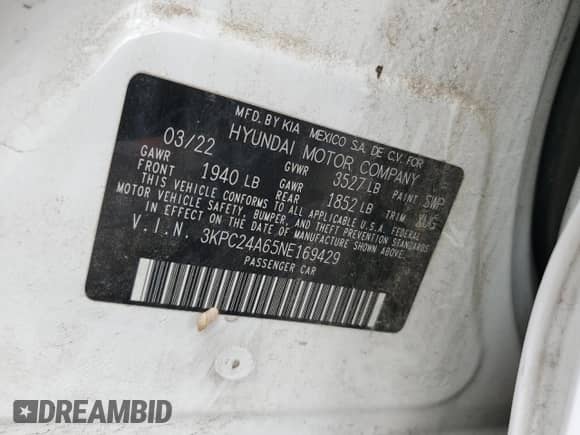 MFD. BY KIA MEXICO S.A. DE C.V. FOR
HYUNDAI MOTOR COMPANY
03/22 GVWR 3527 LB PAINT SWP
GAWR FRONT 1940 LB GAWR REAR 1852 LB TRIM
THIS VEHICLE CONFORMS TO ALL APPLICABLE U.S.A. FEDERAL
MOTOR VEHICLE SAFETY, BUMPER, AND THEFT PREVENTION STANDARDS
IN EFFECT ON THE DATE OF MANUFACTURE SHOWN ABOVE.
V.I.N. 3KPC24A65NE169429
PASSENGER CAR
DREAMBID